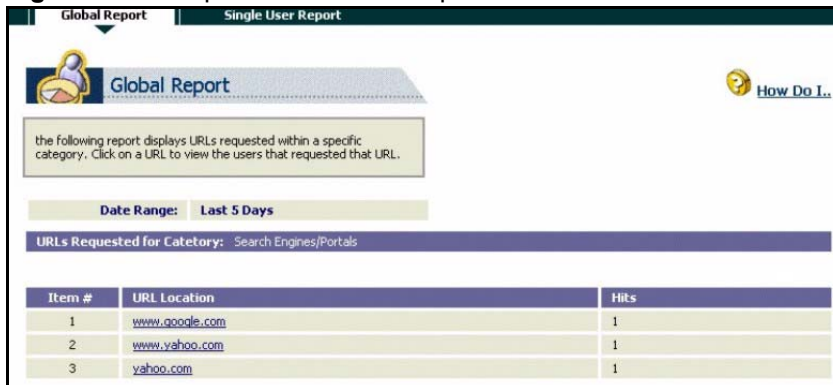 Global Report Single User Report
Global Report
How Do I..
the following report displays URLs requested within a specific
category. Click on a URL to view the users that requested that URL.
Date Range: Last 5 Days
URLs Requested for Catetory: Search Engines/Portals
Item # URL Location Hits
1 www.google.com 1
2 www.yahoo.com 1
3 yahoo.com 1